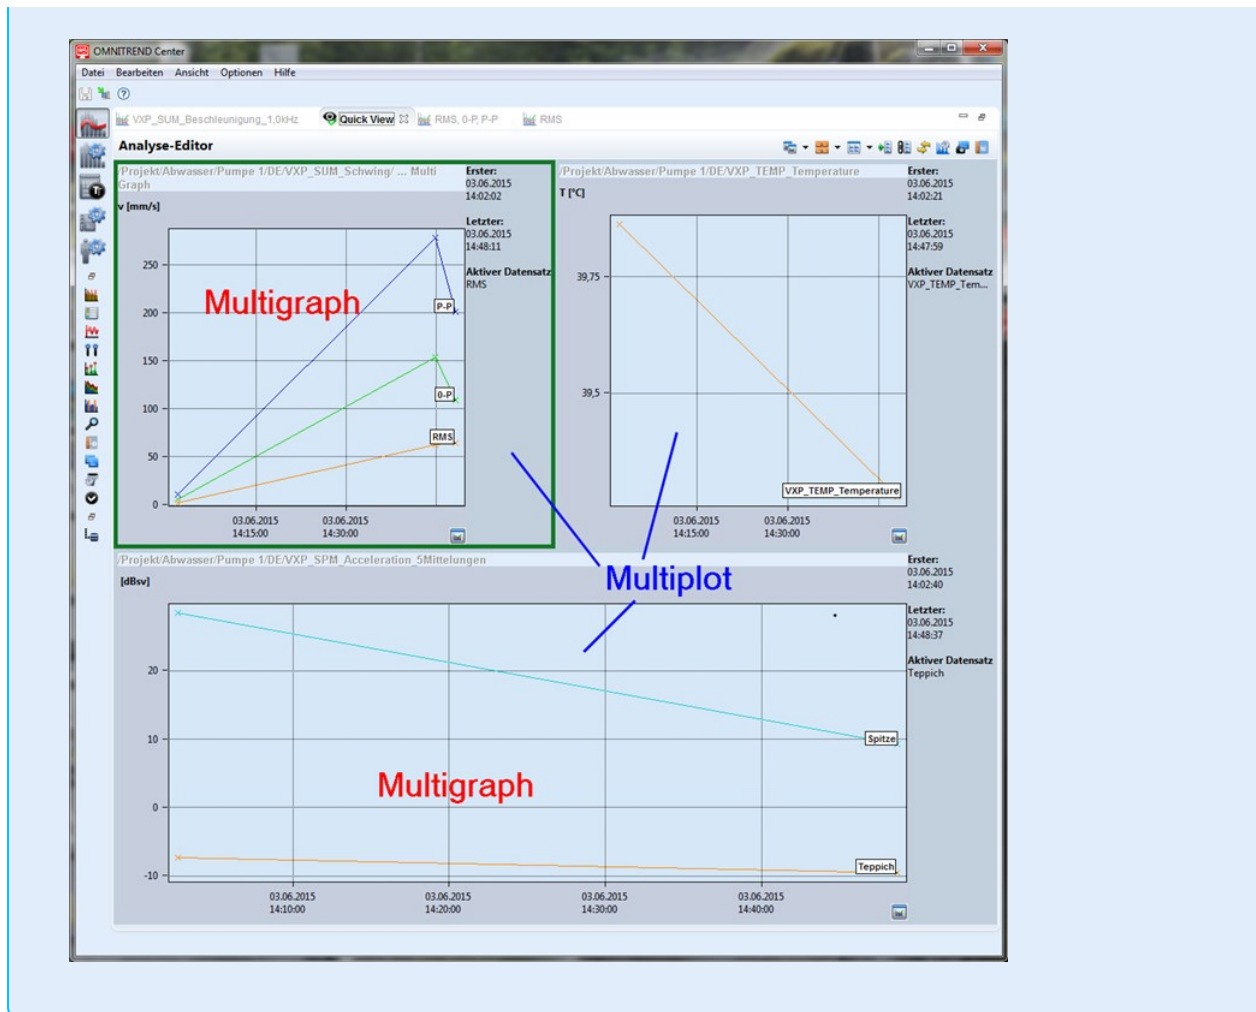 OMNITREND Center
Datei Bearbeiten Ansicht Optionen Hilfe
VXP_SUM_Beschleunigung_1,0kHz Quick View RMS, 0-P, P-P RMS
Analyse-Editor
/Projekt/Abwasser/Pumpe 1/DE/VXP_SUM_Schwing/ ... Multi
Graph
v [mm/s]
Erster:
03.06.2015
14:02:02
Letzter:
03.06.2015
14:48:11
Aktiver Datensatz
RMS
250
200
150
100
50
0
Multigraph
P-P
0-P
RMS
03.06.2015
14:15:00
03.06.2015
14:30:00
/Projekt/Abwasser/Pumpe 1/DE/VXP_TEMP_Temperature
T [°C]
Erster:
03.06.2015
14:02:21
Letzter:
03.06.2015
14:47:59
Aktiver Datensatz
VXP_TEMP_Tem...
39,75
39,5
VXP_TEMP_Temperature
03.06.2015
14:15:00
03.06.2015
14:30:00
Multiplot
/Projekt/Abwasser/Pumpe 1/DE/VXP_SPM_Acceleration_5Mittelungen
[dBsv]
Erster:
03.06.2015
14:02:40
Letzter:
03.06.2015
14:48:37
Aktiver Datensatz
Teppich
20
10
0
-10
Spitze
Multigraph
Teppich
03.06.2015
14:10:00
03.06.2015
14:20:00
03.06.2015
14:30:00
03.06.2015
14:40:00